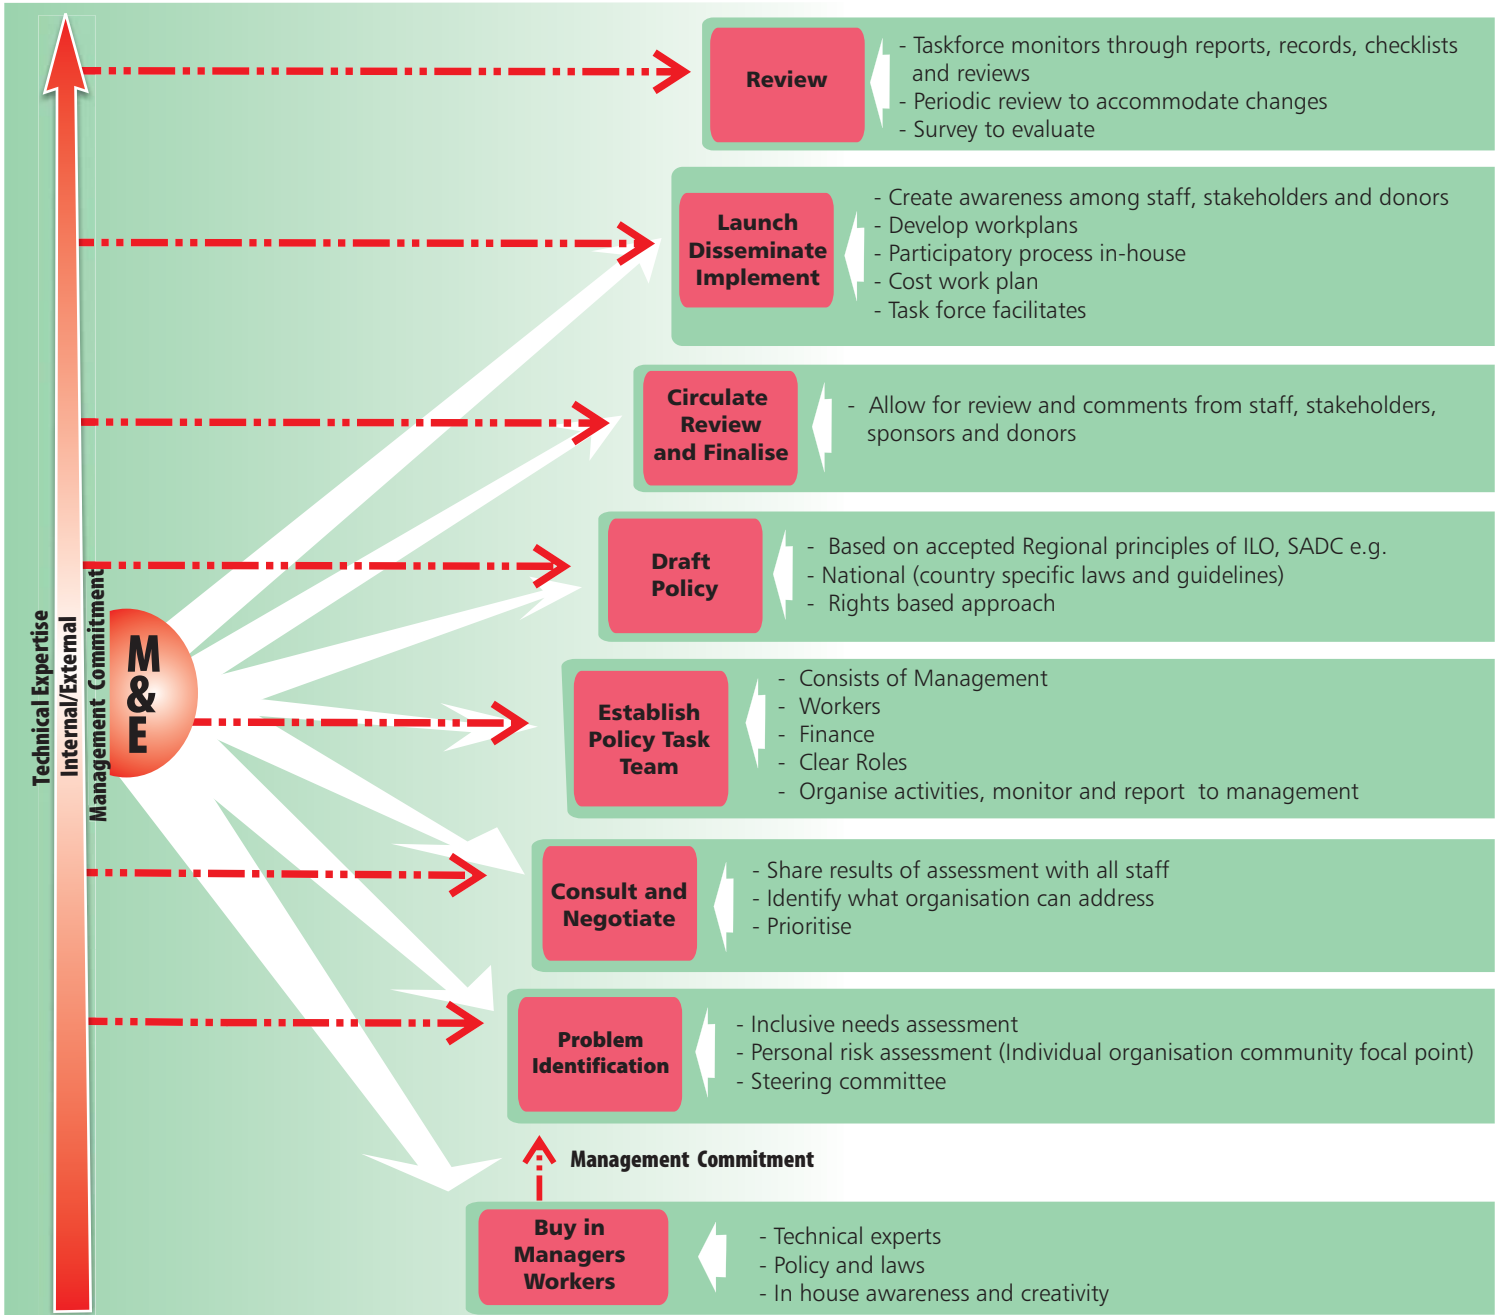 Review
- Taskforce monitors through reports, records, checklists
and reviews
- Periodic review to accommodate changes
- Survey to evaluate
Launch
Disseminate
Implement
- Create awareness among staff, stakeholders and donors
- Develop workplans
- Participatory process in-house
- Cost work plan
- Task force facilitates
Circulate
Review
and Finalise
- Allow for review and comments from staff, stakeholders,
sponsors and donors
Draft
Policy
- Based on accepted Regional principles of ILO, SADC e.g.
- National (country specific laws and guidelines)
- Rights based approach
Technical Expertise
Internal/External
Management Commitment
M
&
E
Establish
Policy Task
Team
- Consists of Management
- Workers
- Finance
- Clear Roles
- Organise activities, monitor and report to management
Consult and
Negotiate
- Share results of assessment with all staff
- Identify what organisation can address
- Prioritise
Problem
Identification
- Inclusive needs assessment
- Personal risk assessment (Individual organisation community focal point)
- Steering committee
Management Commitment
Buy in
Managers
Workers
- Technical experts
- Policy and laws
- In house awareness and creativity